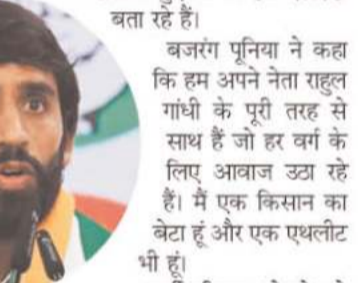 बता रहे हैं।
बजरंग पूनिया ने कहा
कि हम अपने नेता राहुल
गांधी के पूरी तरह से
साथ हैं जो हर वर्ग के
लिए आवाज उठा रहे
हैं। मैं एक किसान का
बेटा हूं और एक एथलीट
भी हूं।